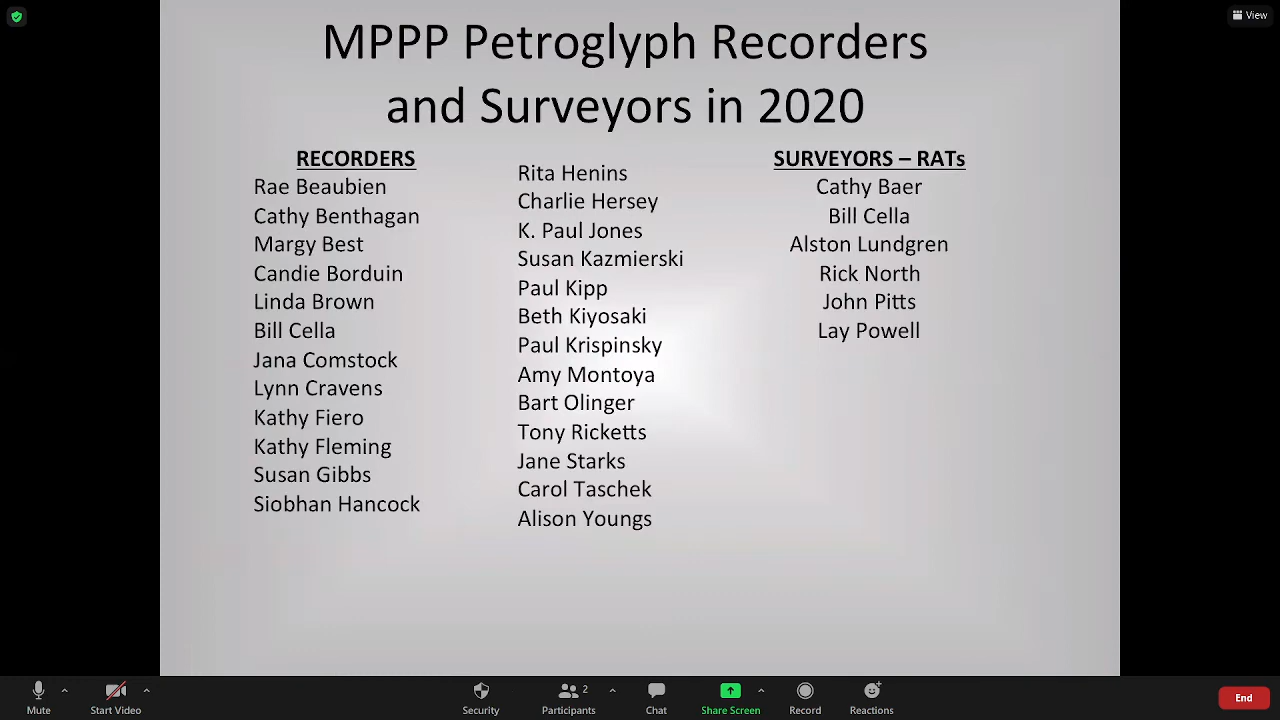 View
MPPP Petroglyph Recorders
and Surveyors in 2020
RECORDERS
Rae Beaubien
Cathy Benthagan
Margy Best
Candie Borduin
Linda Brown
Bill Cella
Jana Comstock
Lynn Cravens
Kathy Fiero
Kathy Fleming
Susan Gibbs
Siobhan Hancock
Rita Henins
Charlie Hersey
K. Paul Jones
Susan Kazmierski
Paul Kipp
Beth Kiyosaki
Paul Krispinsky
Amy Montoya
Bart Olinger
Tony Ricketts
Jane Starks
Carol Taschek
Alison Youngs
SURVEYORS – RATs
Cathy Baer
Bill Cella
Alston Lundgren
Rick North
John Pitts
Lay Powell
Mute
Start Video
Security
Participants 2
Chat
Share Screen
Record
Reactions
End